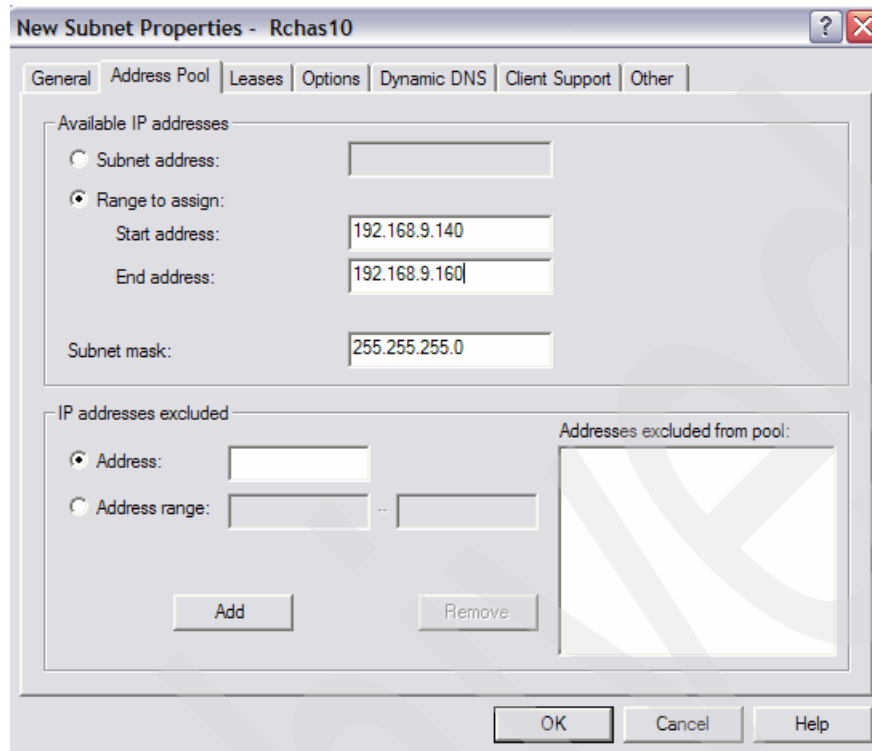 New Subnet Properties - Rchas10
General Address Pool Leases Options Dynamic DNS Client Support Other
Available IP addresses
Subnet address:
Range to assign:
Start address: 192.168.9.140
End address: 192.168.9.160
Subnet mask: 255.255.255.0
IP addresses excluded
Addresses excluded from pool:
Address:
Address range: --
Add Remove
OK Cancel Help